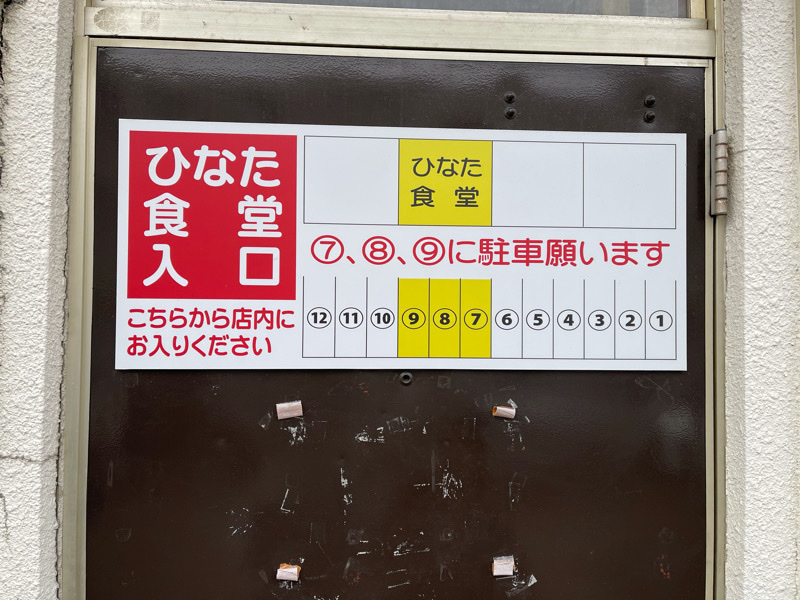 ひなた
食堂
入口
こちらから店内に
お入りください
ひなた
食堂
⑦、⑧、⑨に駐車願います
⑫ ⑪ ⑩ ⑨ ⑧ ⑦ ⑥ ⑤ ④ ③ ② ①